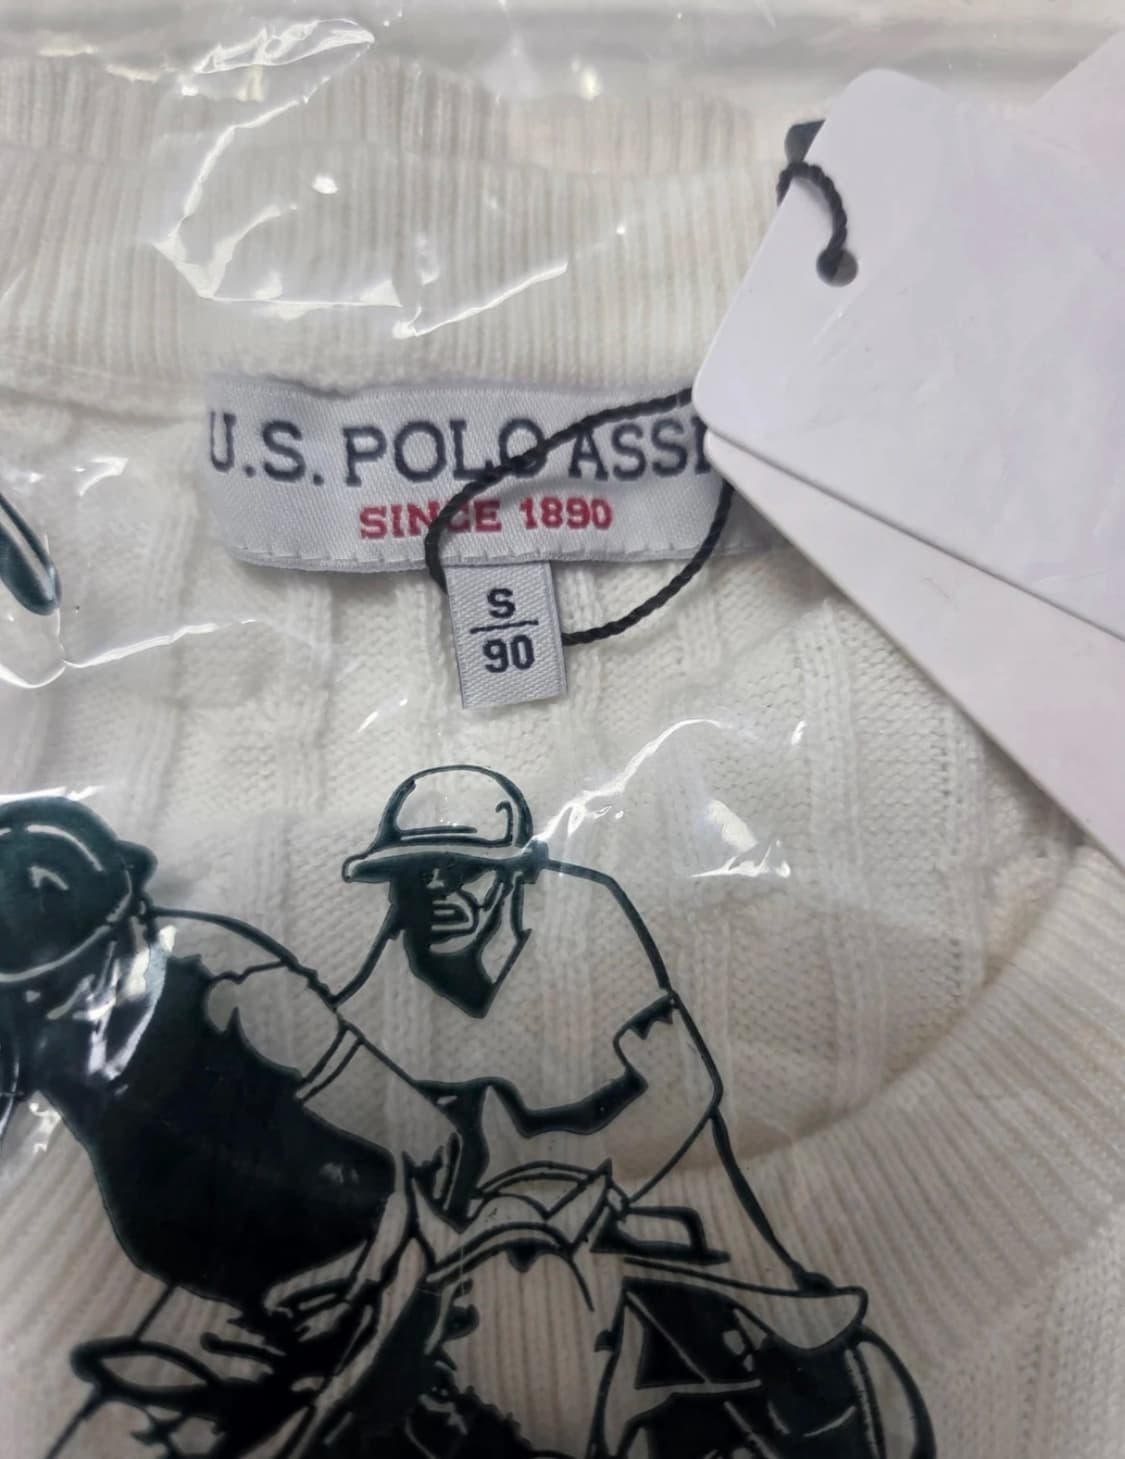 U.S. POLO ASS
SINCE 1890
S
90